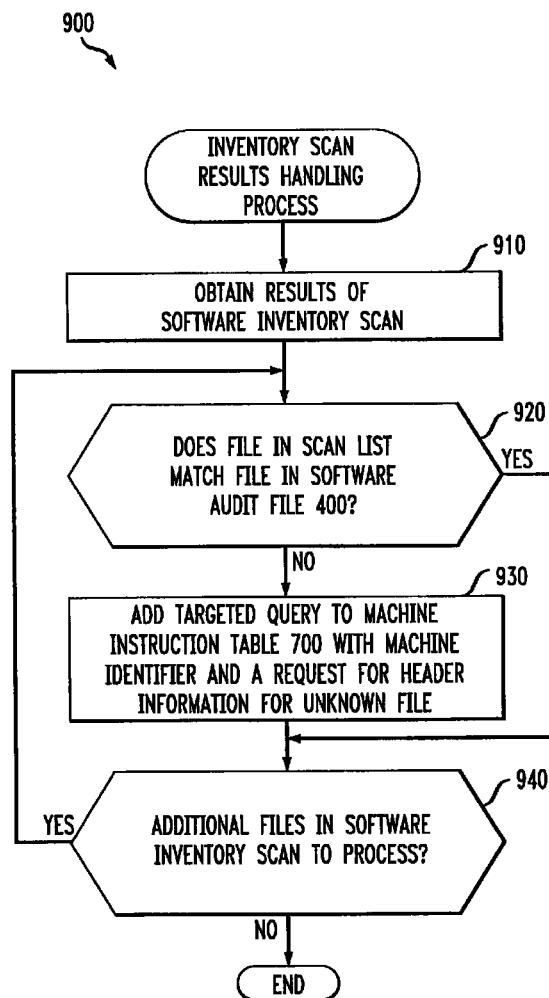 900
INVENTORY SCAN
RESULTS HANDLING
PROCESS
910
OBTAIN RESULTS OF
SOFTWARE INVENTORY SCAN
920
DOES FILE IN SCAN LIST
MATCH FILE IN SOFTWARE
AUDIT FILE 400?
YES
NO
930
ADD TARGETED QUERY TO MACHINE
INSTRUCTION TABLE 700 WITH MACHINE
IDENTIFIER AND A REQUEST FOR HEADER
INFORMATION FOR UNKNOWN FILE
940
YES
ADDITIONAL FILES IN SOFTWARE
INVENTORY SCAN TO PROCESS?
NO
END